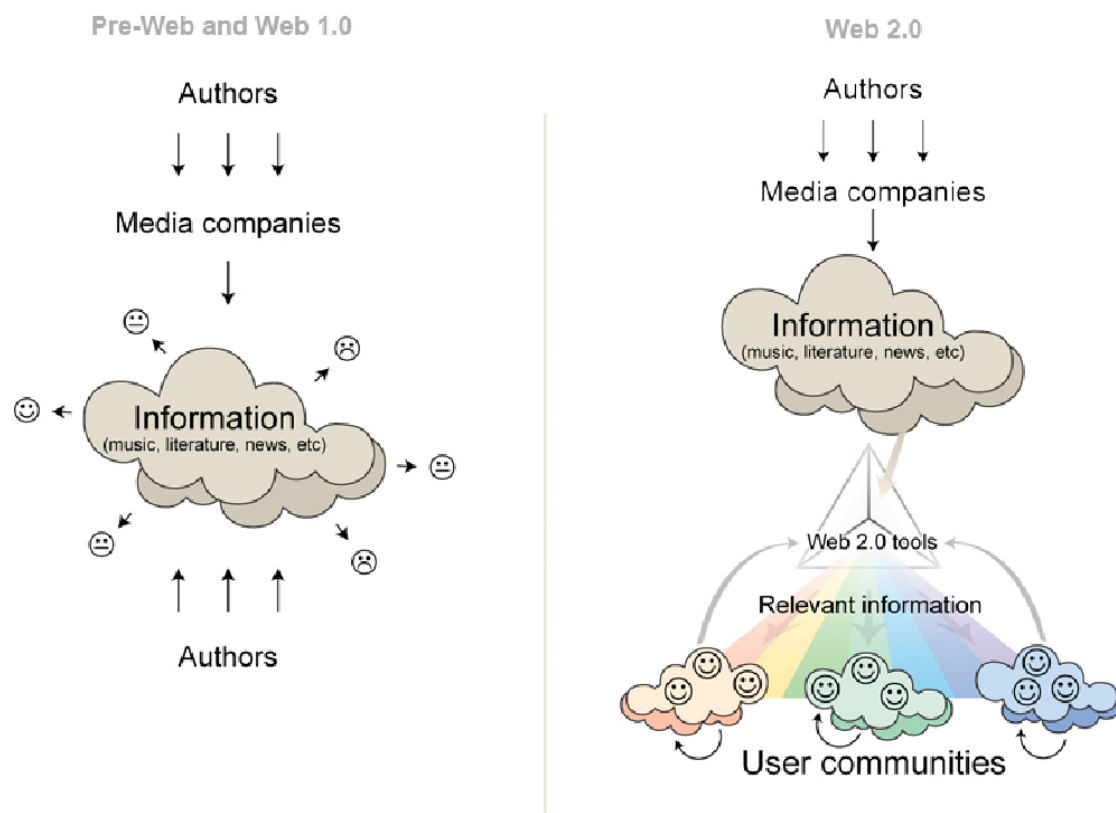 Pre-Web and Web 1.0
Authors
Media companies
Information
(music, literature, news, etc)
Authors
Web 2.0
Authors
Media companies
Information
(music, literature, news, etc)
Web 2.0 tools
Relevant information
User communities